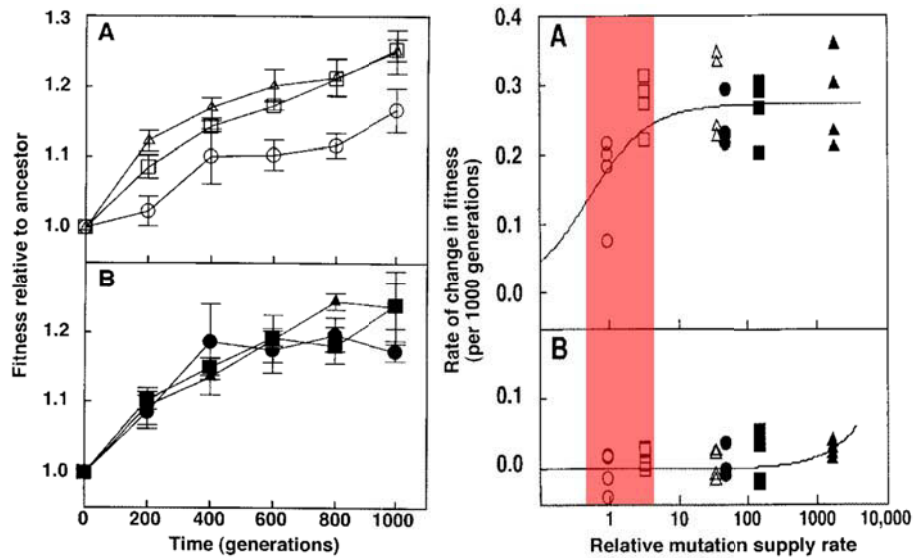 A
1.3
1.2
1.1
1.0
B
1.2
1.1
1.0
Fitness relative to ancestor
0 200 400 600 800 1000
Time (generations)
A
0.4
0.3
0.2
0.1
0.0
B
0.1
0.0
Rate of change in fitness
(per 1000 generations)
1 10 100 1000 10,000
Relative mutation supply rate